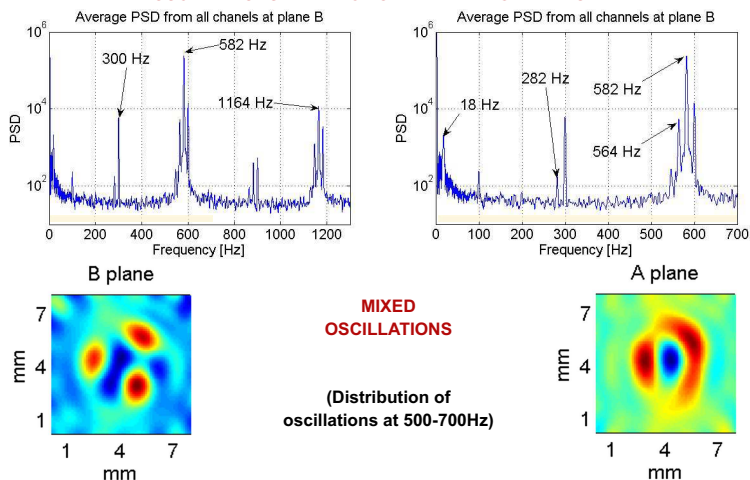 Average PSD from all chanels at plane B
10^6
10^4
10^2
PSD
300 Hz
582 Hz
1164 Hz
0 200 400 600 800 1000 1200
Frequency [Hz]
Average PSD from all channels at plane B
10^6
10^4
10^2
PSD
18 Hz
282 Hz
582 Hz
564 Hz
0 100 200 300 400 500 600 700
Frequency [Hz]
B plane
7
4
1
mm
1 4 7
mm
MIXED
OSCILLATIONS
(Distribution of
oscillations at 500-700Hz)
A plane
7
4
1
mm
1 4 7
mm